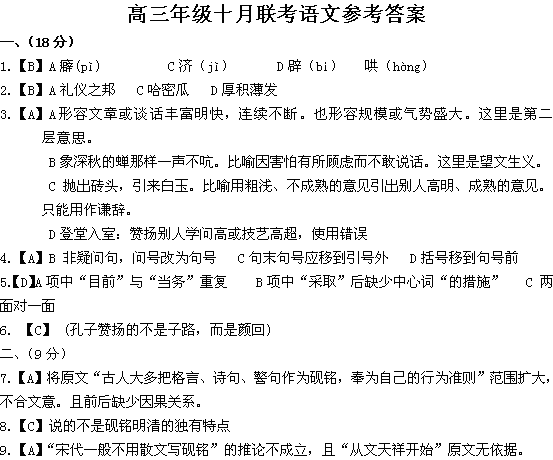 高三年级十月联考语文参考答案
一、(18分)
1.【B】A癖(pì） C济（jì） D辟（bì） 哄（hòng）
2.【B】A礼仪之邦 C哈密瓜 D厚积薄发
3.【A】A形容文章或谈话丰富明快，连续不断。也形容规模或气势盛大。这里是第二
层意思。
B象深秋的蝉那样一声不吭。比喻因害怕有所顾虑而不敢说话。这里是望文生义。
C 抛出砖头，引来白玉。比喻用粗浅、不成熟的意见引出别人高明、成熟的意见。
只能用作谦辞。
D登堂入室：赞扬别人学问高或技艺高超，使用错误
4.【A】B 非疑问句，问号改为句号 C句末句号应移到引号外 D括号移到句号前
5.【D】A项中“目前”与“当务”重复 B项中“采取”后缺少中心词“的措施” C 两
面对一面
6. 【C】 (孔子赞扬的不是子路，而是颜回)
二、(9分)
7.【A】将原文“古人大多把格言、诗句、警句作为砚铭，奉为自己的行为准则”范围扩大，
不合文意。且前后缺少因果关系。
8.【C】说的不是砚铭明清的独有特点
9.【A】“宋代一般不用散文写砚铭”的推论不成立，且“从文天祥开始”原文无依据。